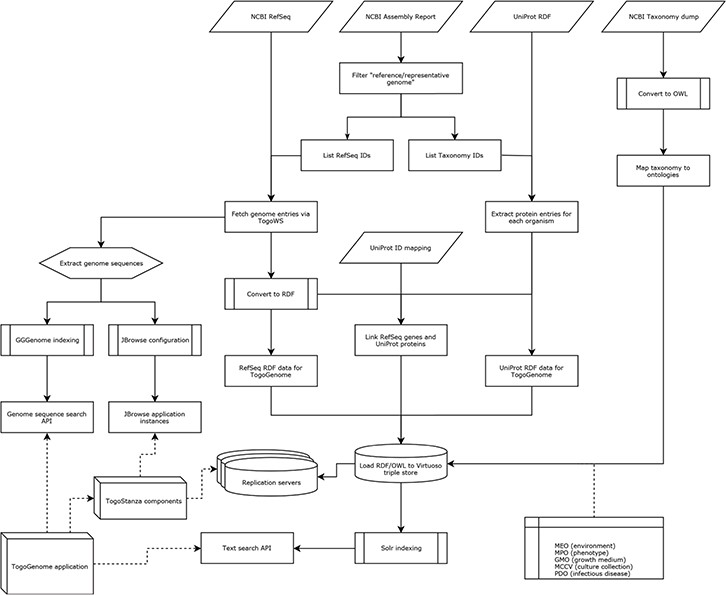 NCBI RefSeq
NCBI Assembly Report
UniProt RDF
NCBI Taxonomy dump
Filter "reference/representative
genome"
Convert to OWL
List RefSeq IDs
List Taxonomy IDs
Map taxonomy to
ontologies
Fetch genome entries via
TogoWS
Extract protein entries for
each organism
UniProt ID mapping
Extract genome sequences
Convert to RDF
GGGenome indexing
JBrowse configuration
Link RefSeq genes and
UniProt proteins
RefSeq RDF data for
TogoGenome
UniProt RDF data for
TogoGenome
Genome sequence search
API
JBrowse application
instances
Load RDF/OWL to Virtuoso
triple store
Replication servers
TogoStanza components
TogoGenome application
Text search API
Solr indexing
MEO (environment)
MPO (phenotype)
GMO (growth medium)
MCCV (culture collection)
PDO (infectious disease)